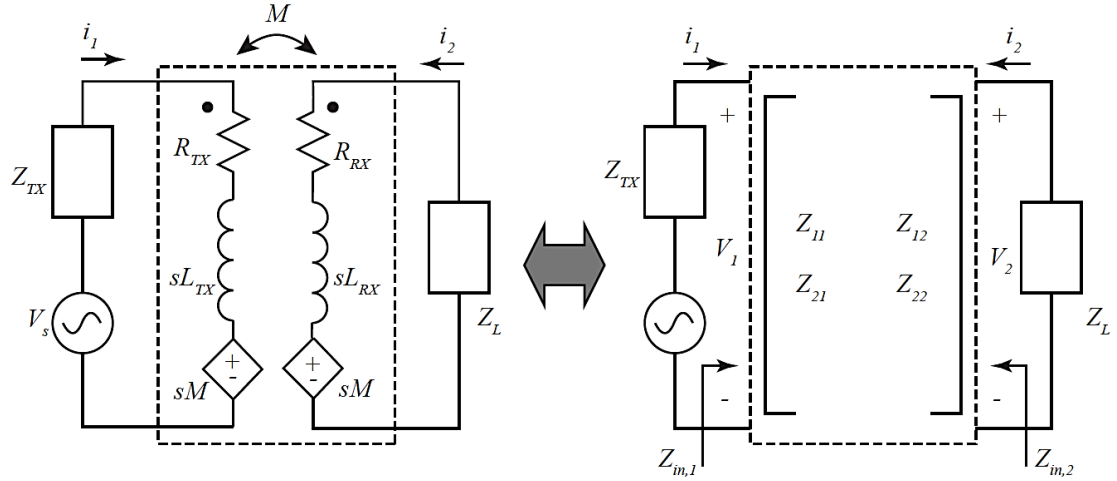 M
i1 i2
RTX RRX
ZTX
sLTX sLRX
Vs
+ - + -
sM sM
ZL
i1 i2
+ +
ZTX
Z11 Z12
V1 V2
Z21 Z22
ZL
- -
Zin,1 Zin,2